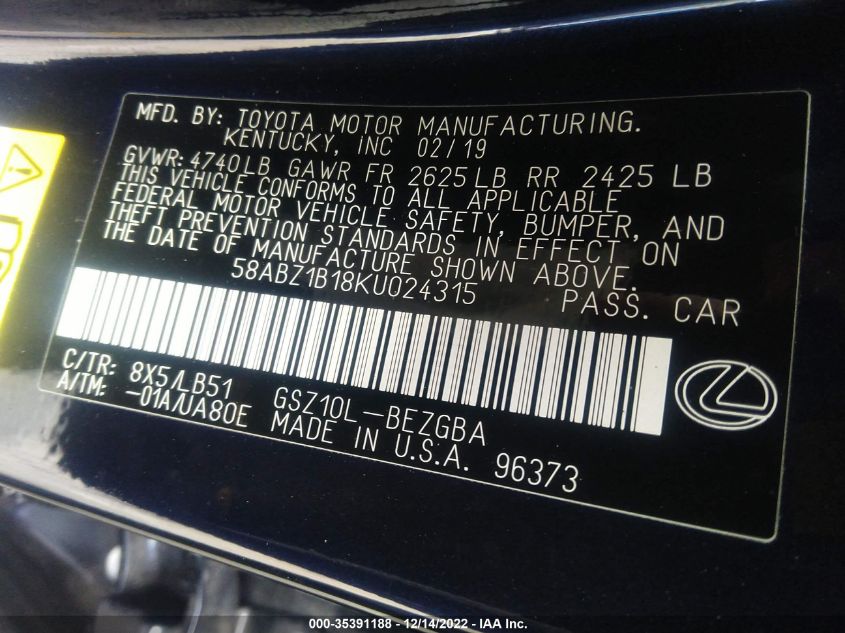 MFD. BY: TOYOTA MOTOR MANUFACTURING.
KENTUCKY, INC 02/19
GVWR: 4740LB GAWR FR 2625LB RR 2425 LB
THIS VEHICLE CONFORMS TO ALL APPLICABLE
FEDERAL MOTOR VEHICLE SAFETY, BUMPER, AND
THEFT PREVENTION STANDARDS IN EFFECT ON
THE DATE OF MANUFACTURE SHOWN ABOVE.
58ABZ1B18KU024315 PASS. CAR
C/TR: 8X5/LB51 GSZ10L-BEZGBA
A/TM: -01A/UA80E MADE IN U.S.A. 96373
000-35391188 - 12/14/2022 - IAA Inc.